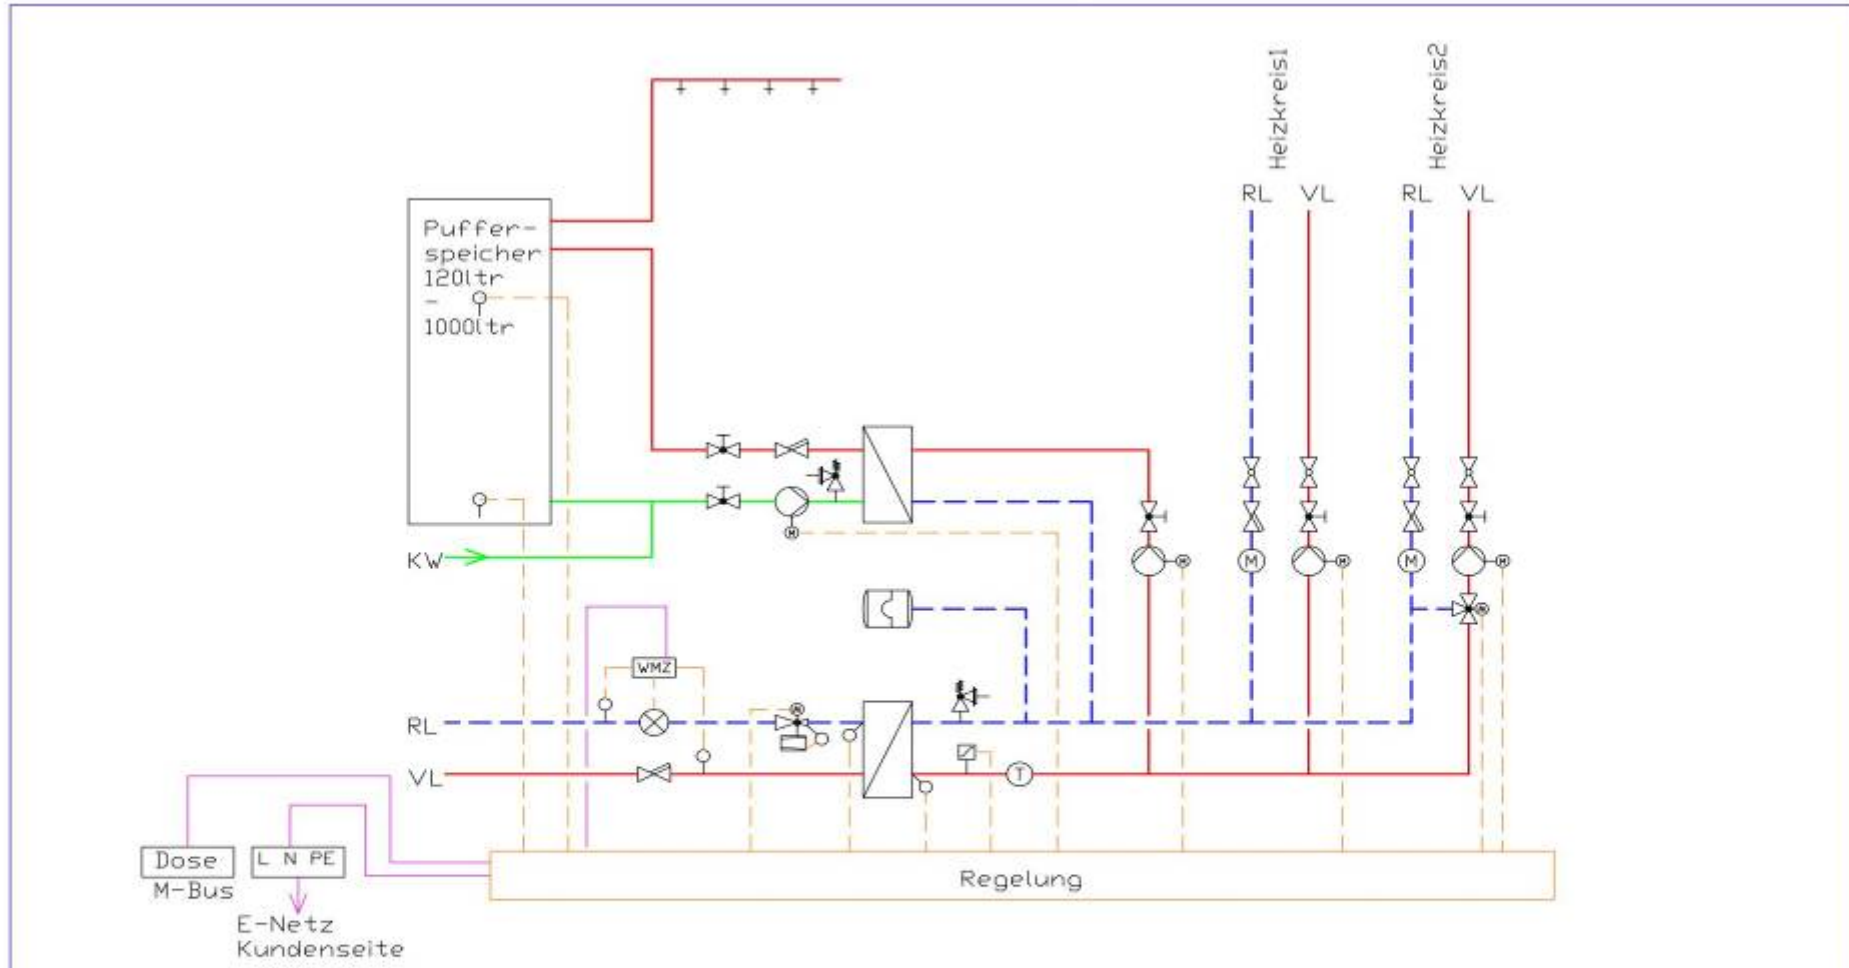 Heizkreis1
Heizkreis2
RL VL
RL VL
Puffer-
speicher
120ltr
-
1000ltr
KW
M
M
M
M
M
M
WMZ
M
M
RL
VL
T
Dose
M-Bus
L N PE
E-Netz
Kundenseite
Regelung